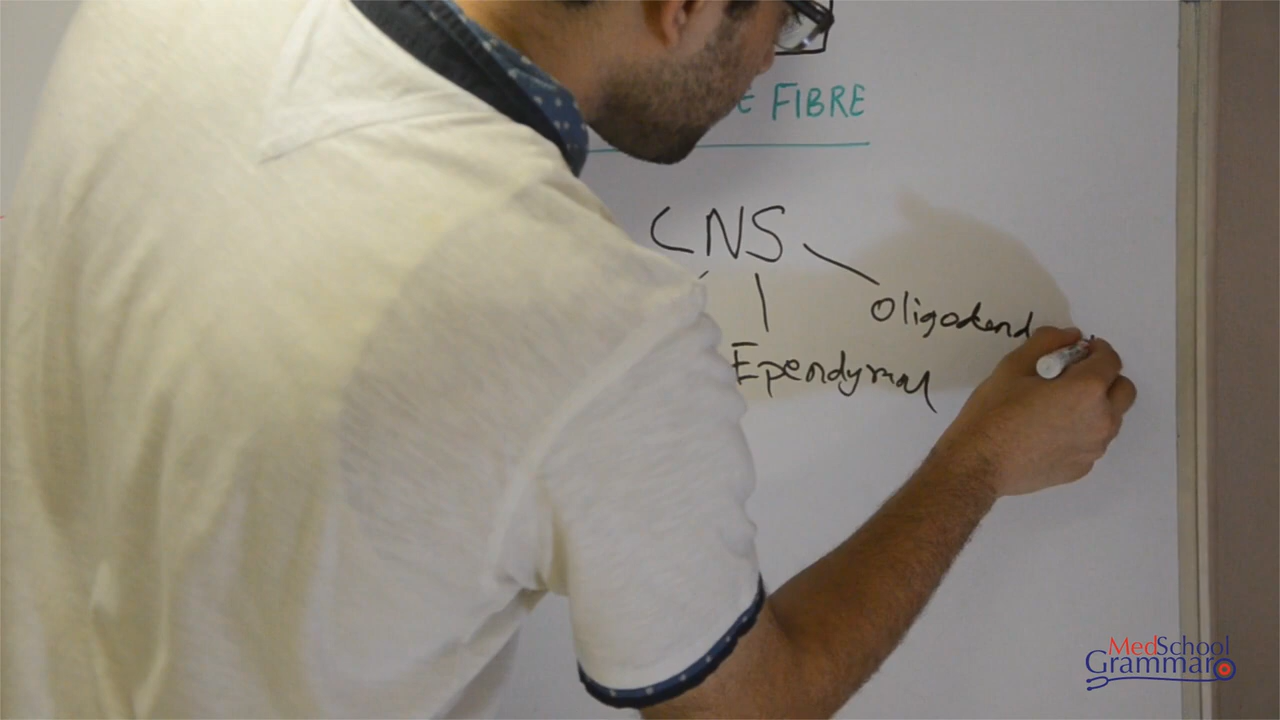 E FIBRE
CNS
Oligodend
Ependymal
MedSchool
Grammar